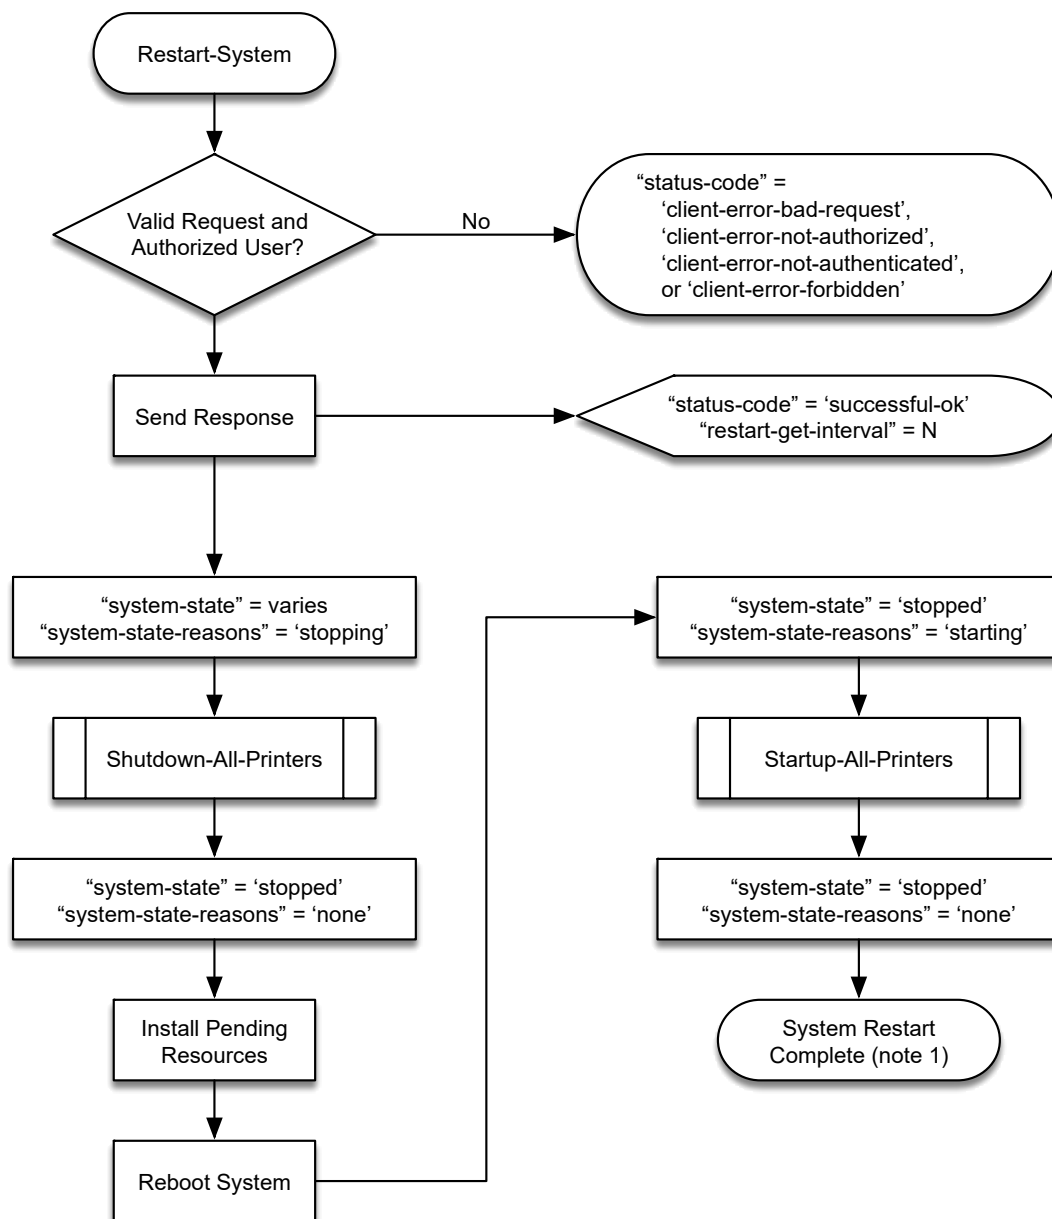 Restart-System
Valid Request and
Authorized User?
No
“status-code” =
‘client-error-bad-request’,
‘client-error-not-authorized’,
‘client-error-not-authenticated’,
or ‘client-error-forbidden’
Send Response
“status-code” = ‘successful-ok’
“restart-get-interval” = N
“system-state” = varies
“system-state-reasons” = ‘stopping’
Shutdown-All-Printers
“system-state” = ‘stopped’
“system-state-reasons” = ‘none’
Install Pending
Resources
Reboot System
“system-state” = ‘stopped’
“system-state-reasons” = ‘starting’
Startup-All-Printers
“system-state” = ‘stopped’
“system-state-reasons” = ‘none’
System Restart
Complete (note 1)